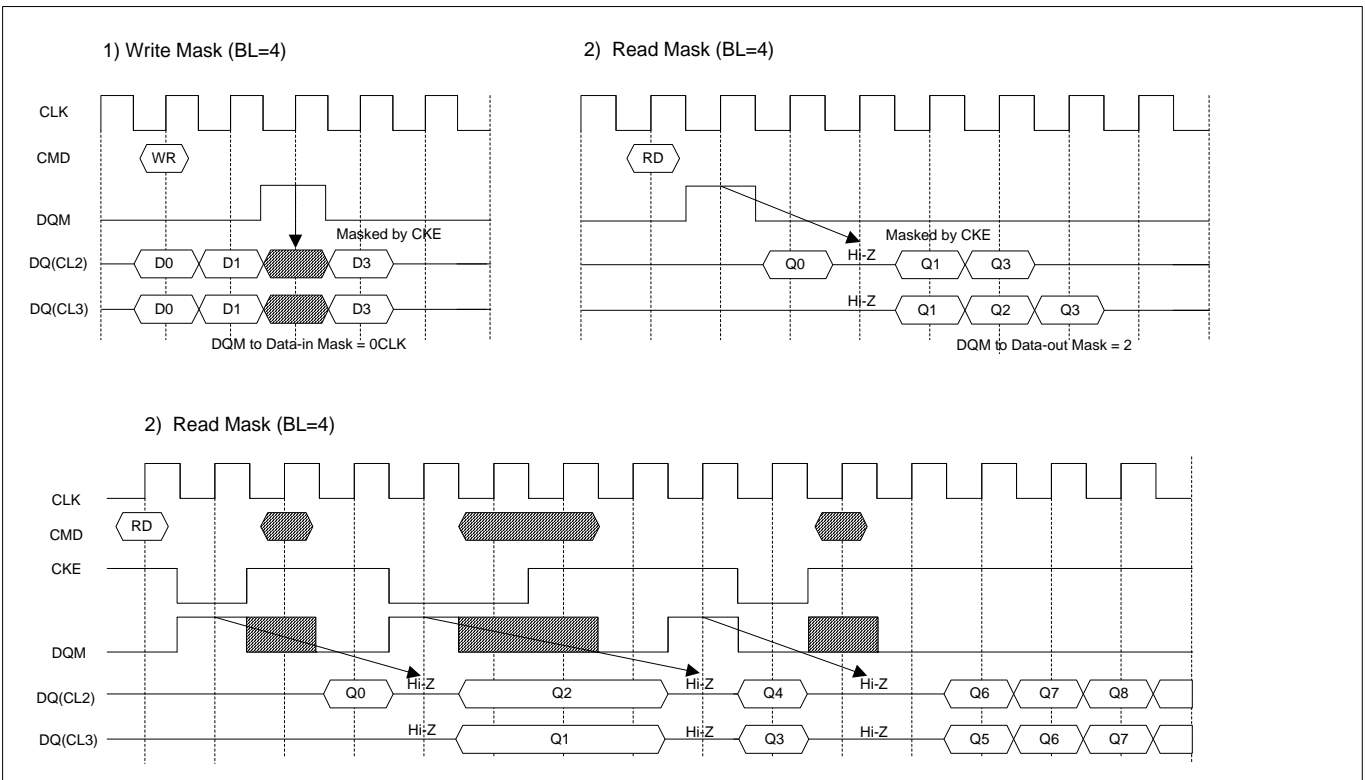 1) Write Mask (BL=4)
2) Read Mask (BL=4)
CLK
CMD
WR
RD
DQM
Masked by CKE
Masked by CKE
DQ(CL2)
D0
D1
D3
Q0
Hi-Z
Q1
Q3
DQ(CL3)
D0
D1
D3
Hi-Z
Q1
Q2
Q3
DQM to Data-in Mask = 0CLK
DQM to Data-out Mask = 2
2) Read Mask (BL=4)
CLK
CMD
RD
CKE
DQM
DQ(CL2)
Q0
Hi-Z
Q2
Hi-Z
Q4
Hi-Z
Q6
Q7
Q8
DQ(CL3)
Hi-Z
Q1
Hi-Z
Q3
Hi-Z
Q5
Q6
Q7